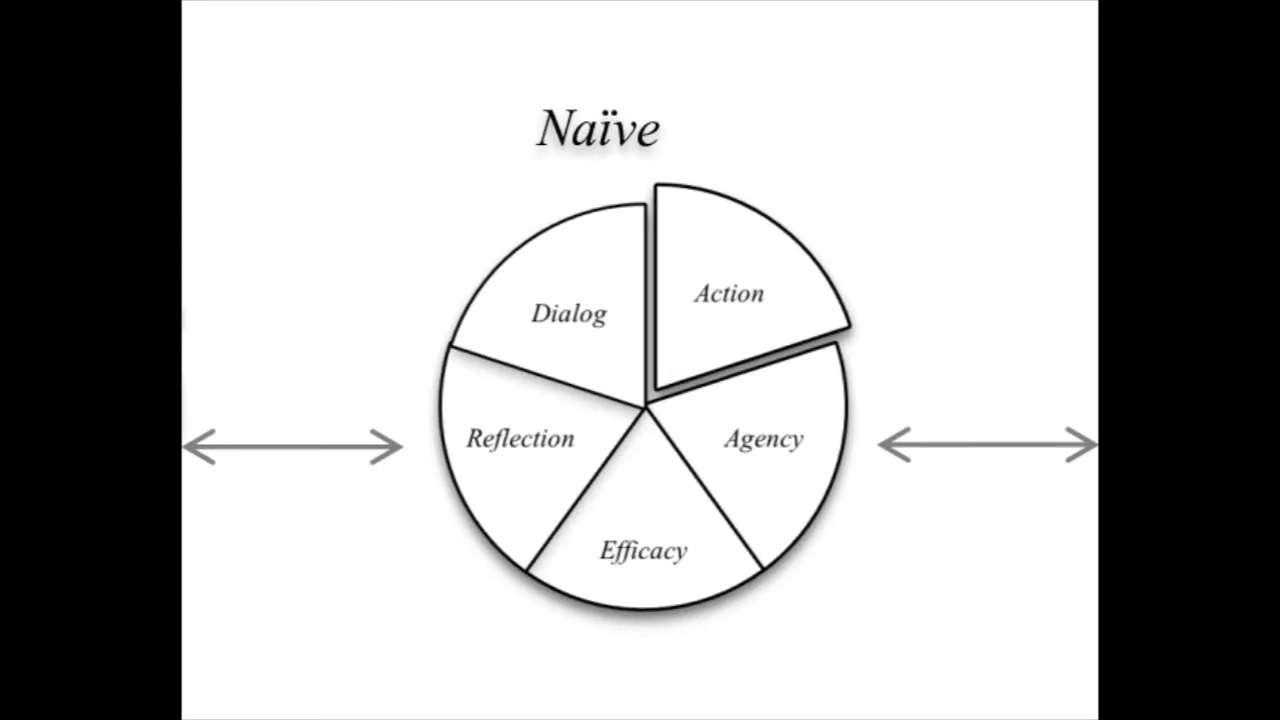 Naïve
Action
Dialog
Reflection
Agency
Efficacy